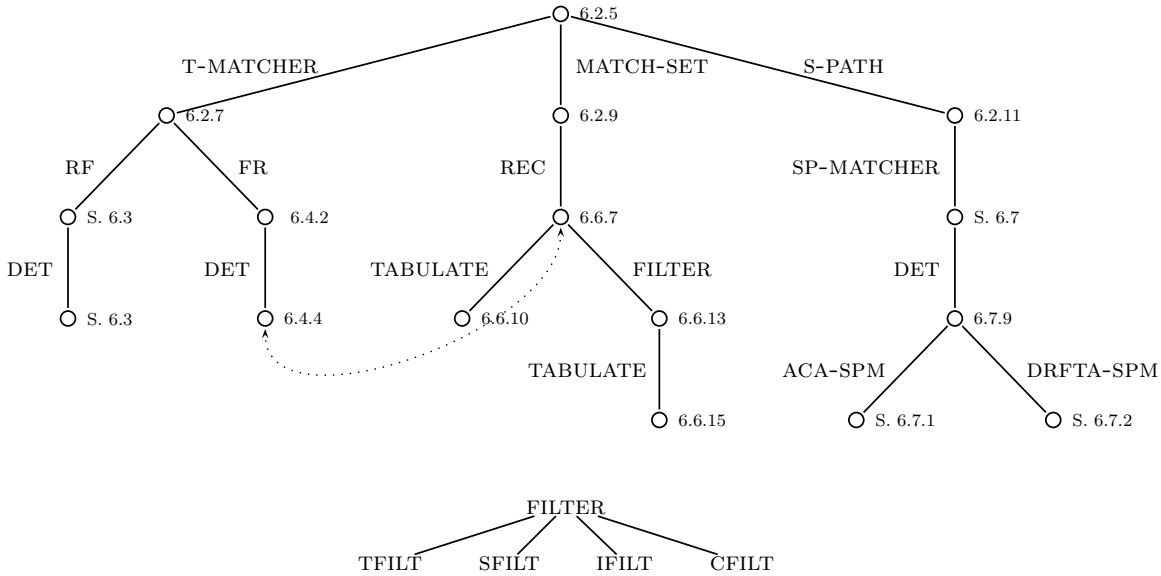 6.2.5
T-MATCHER MATCH-SET S-PATH
6.2.7 6.2.9 6.2.11
RF FR REC SP-MATCHER
S. 6.3 6.4.2 6.6.7 S. 6.7
DET DET TABULATE FILTER DET
S. 6.3 6.4.4 6.6.10 6.6.13 6.7.9
TABULATE ACA-SPM DRFTA-SPM
6.6.15 S. 6.7.1 S. 6.7.2
FILTER
TFILT SFILT IFILT CFILT